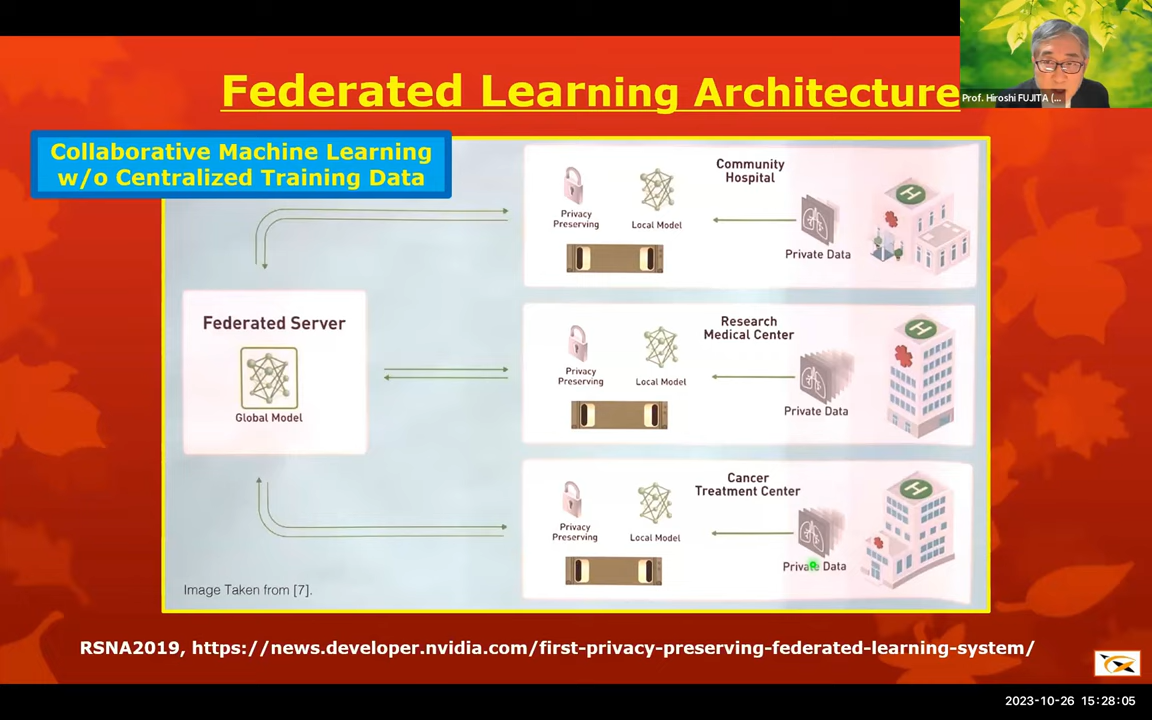 Federated Learning Architecture
Prof. Hiroshi FUJITA (...
Collaborative Machine Learning
w/o Centralized Training Data
Community
Hospital
Privacy
Preserving
Local Model
Private Data
Federated Server
Global Model
Research
Medical Center
Privacy
Preserving
Local Model
Private Data
Cancer
Treatment Center
Privacy
Preserving
Local Model
Private Data
H
H
H
Image Taken from [7].
RSNA2019, https://news.developer.nvidia.com/first-privacy-preserving-federated-learning-system/
2023-10-26 15:28:05